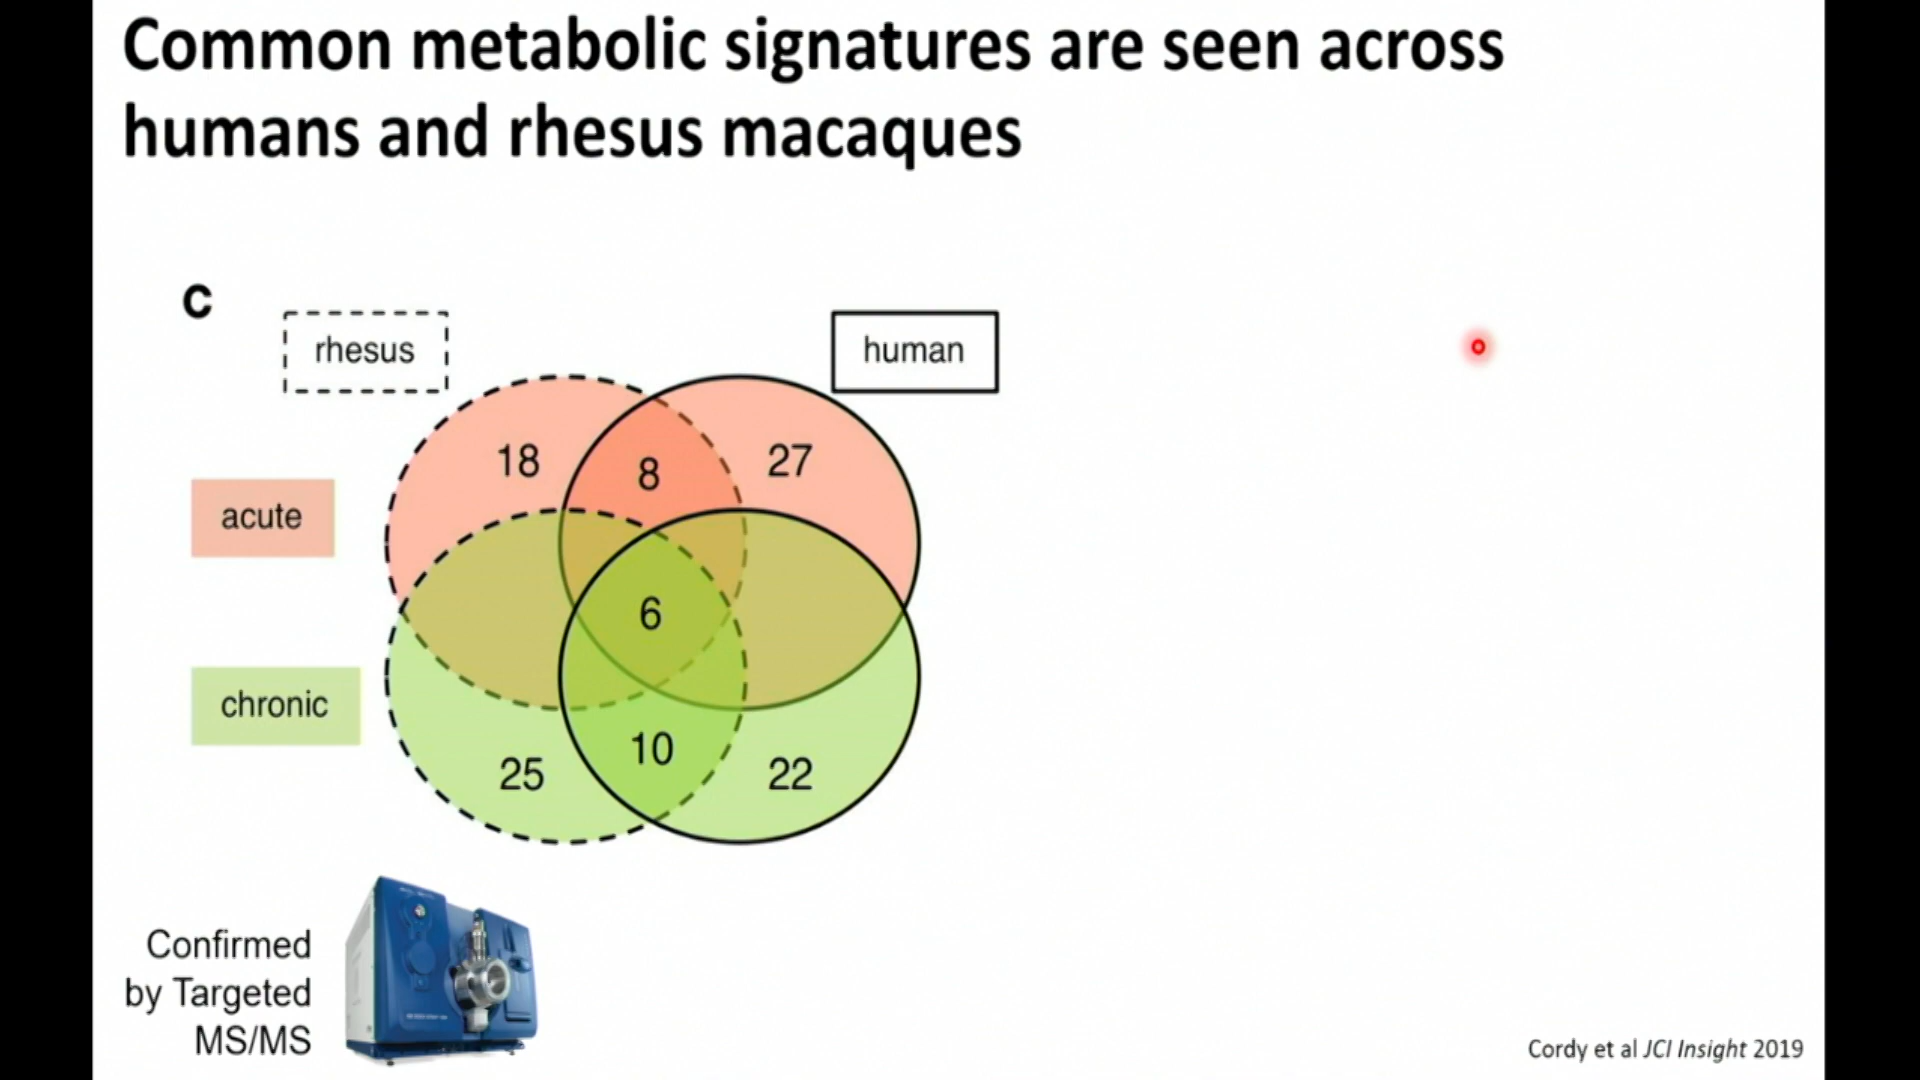 Common metabolic signatures are seen across
humans and rhesus macaques
C
rhesus
human
18
8
27
acute
6
chronic
25
10
22
Confirmed
by Targeted
MS/MS
Cordy et al JCI Insight 2019